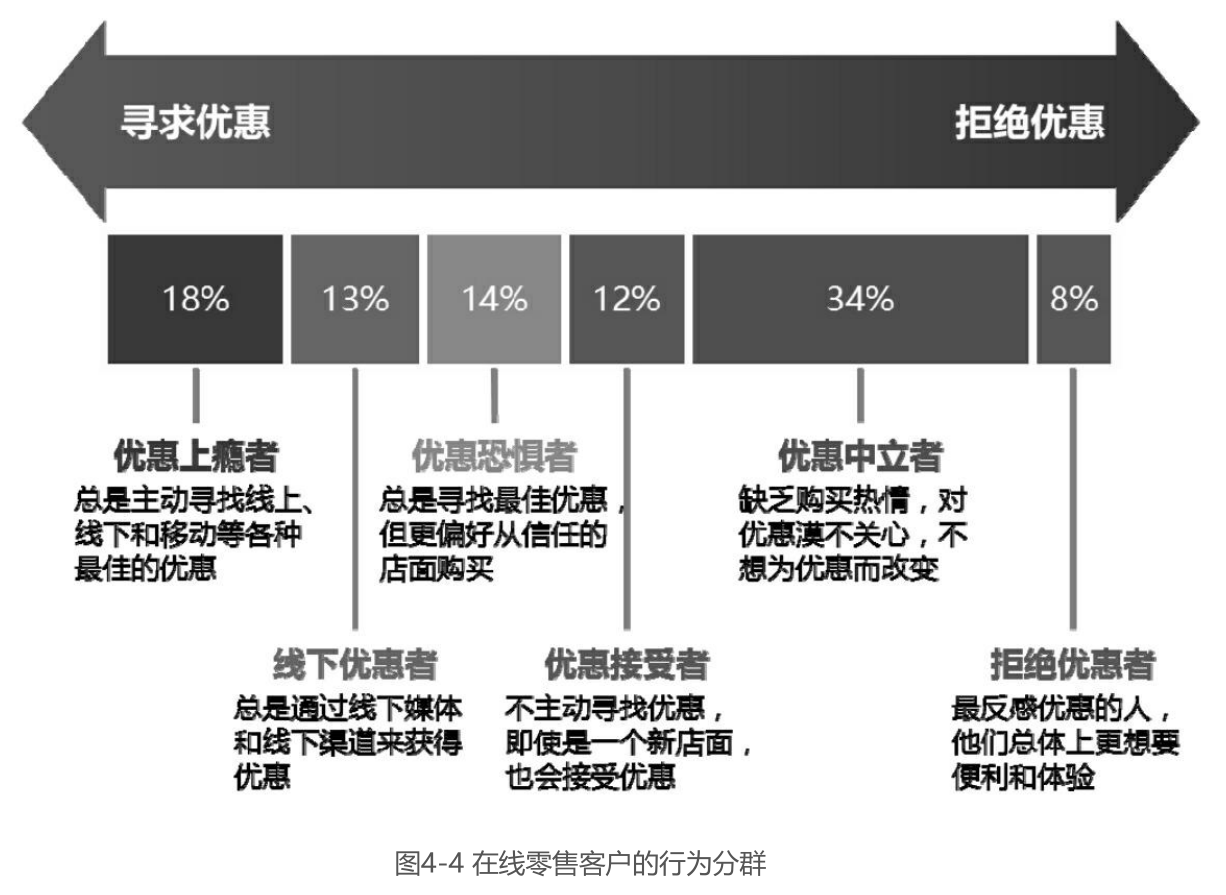 寻求优惠
拒绝优惠
18%
13%
14%
12%
34%
8%
优惠上瘾者
总是主动寻找线上、
线下和移动等各种
最佳的优惠
优惠恐惧者
总是寻找最佳优惠，
但更偏好从信任的
店面购买
优惠中立者
缺乏购买热情，对
优惠漠不关心，不
想为优惠而改变
线下优惠者
总是通过线下媒体
和线下渠道来获得
优惠
优惠接受者
不主动寻找优惠，
即使是一个新店面，
也会接受优惠
拒绝优惠者
最反感优惠的人，
他们总体上更想要
便利和体验
图4-4 在线零售客户的行为分群